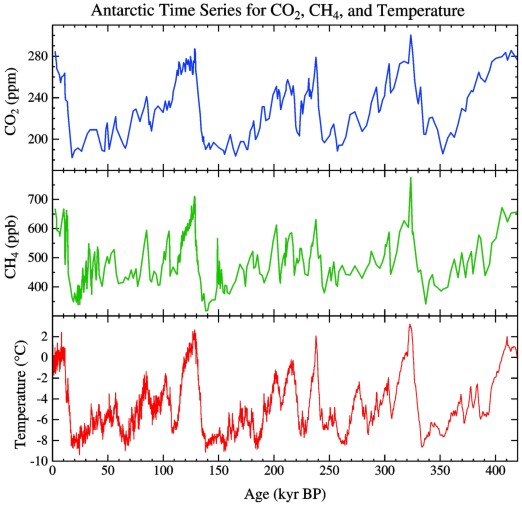 Antarctic Time Series for CO₂, CH₄, and Temperature
280
240
200
CO₂ (ppm)
700
600
500
400
CH₄ (ppb)
2
0
-2
-4
-6
-8
-10
Temperature (°C)
0 50 100 150 200 250 300 350 400
Age (kyr BP)